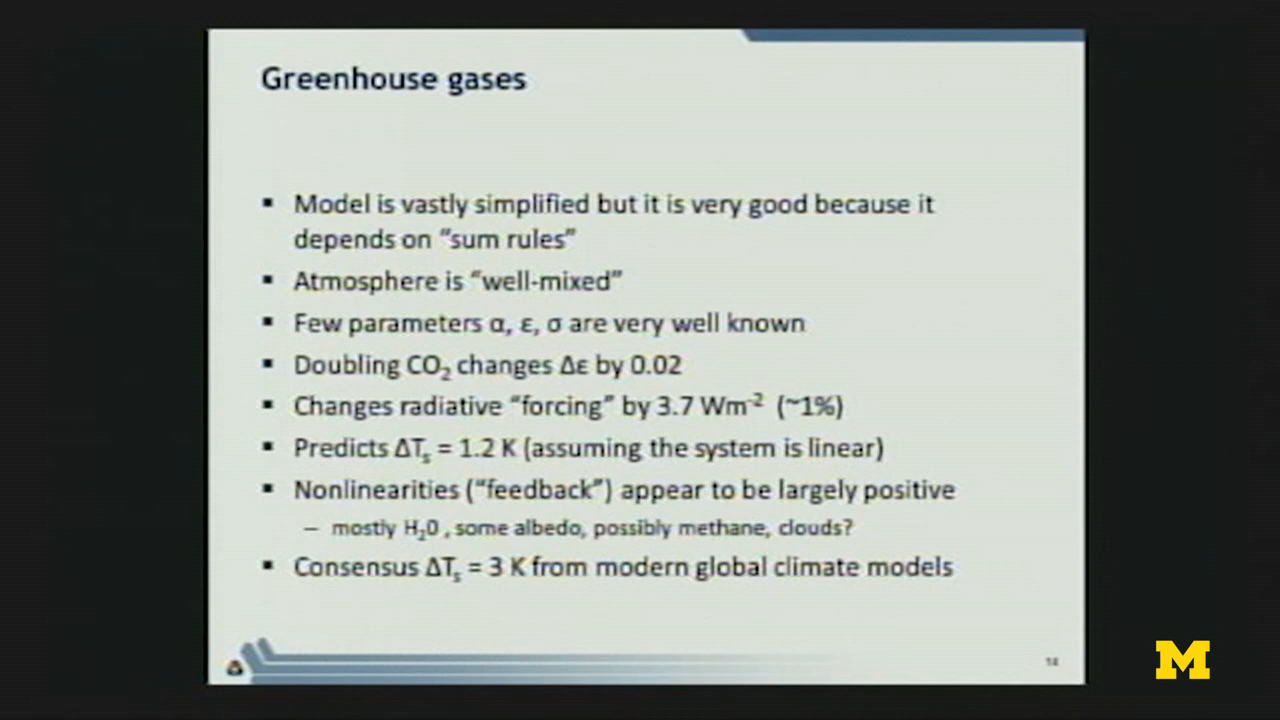 Greenhouse gases
▪ Model is vastly simplified but it is very good because it
depends on "sum rules"
▪ Atmosphere is "well-mixed"
▪ Few parameters α, ε, σ are very well known
▪ Doubling CO₂ changes Δε by 0.02
▪ Changes radiative "forcing" by 3.7 Wm⁻² (~1%)
▪ Predicts ΔTₛ = 1.2 K (assuming the system is linear)
▪ Nonlinearities ("feedback") appear to be largely positive
– mostly H₂0 , some albedo, possibly methane, clouds?
▪ Consensus ΔTₛ = 3 K from modern global climate models
14
M